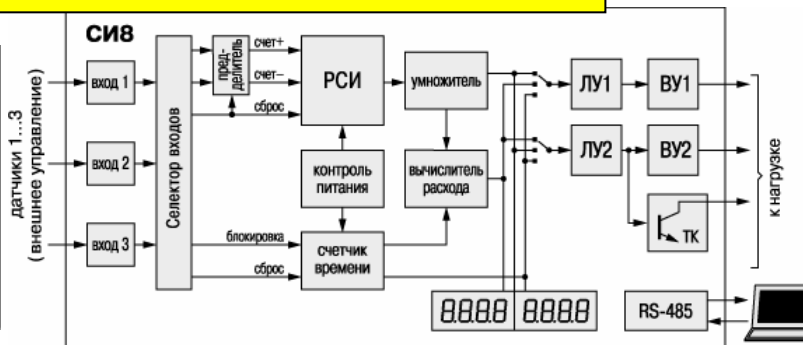 СИ8
датчики 1...3
(внешнее управление)
вход 1
вход 2
вход 3
Селектор входов
пред-
делитель
счет+
счет–
сброс
РСИ
умножитель
контроль
питания
вычислитель
расхода
блокировка
сброс
счетчик
времени
8.8.8.8 8.8.8.8
ЛУ1
ВУ1
ЛУ2
ВУ2
ТК
RS-485
к нагрузке